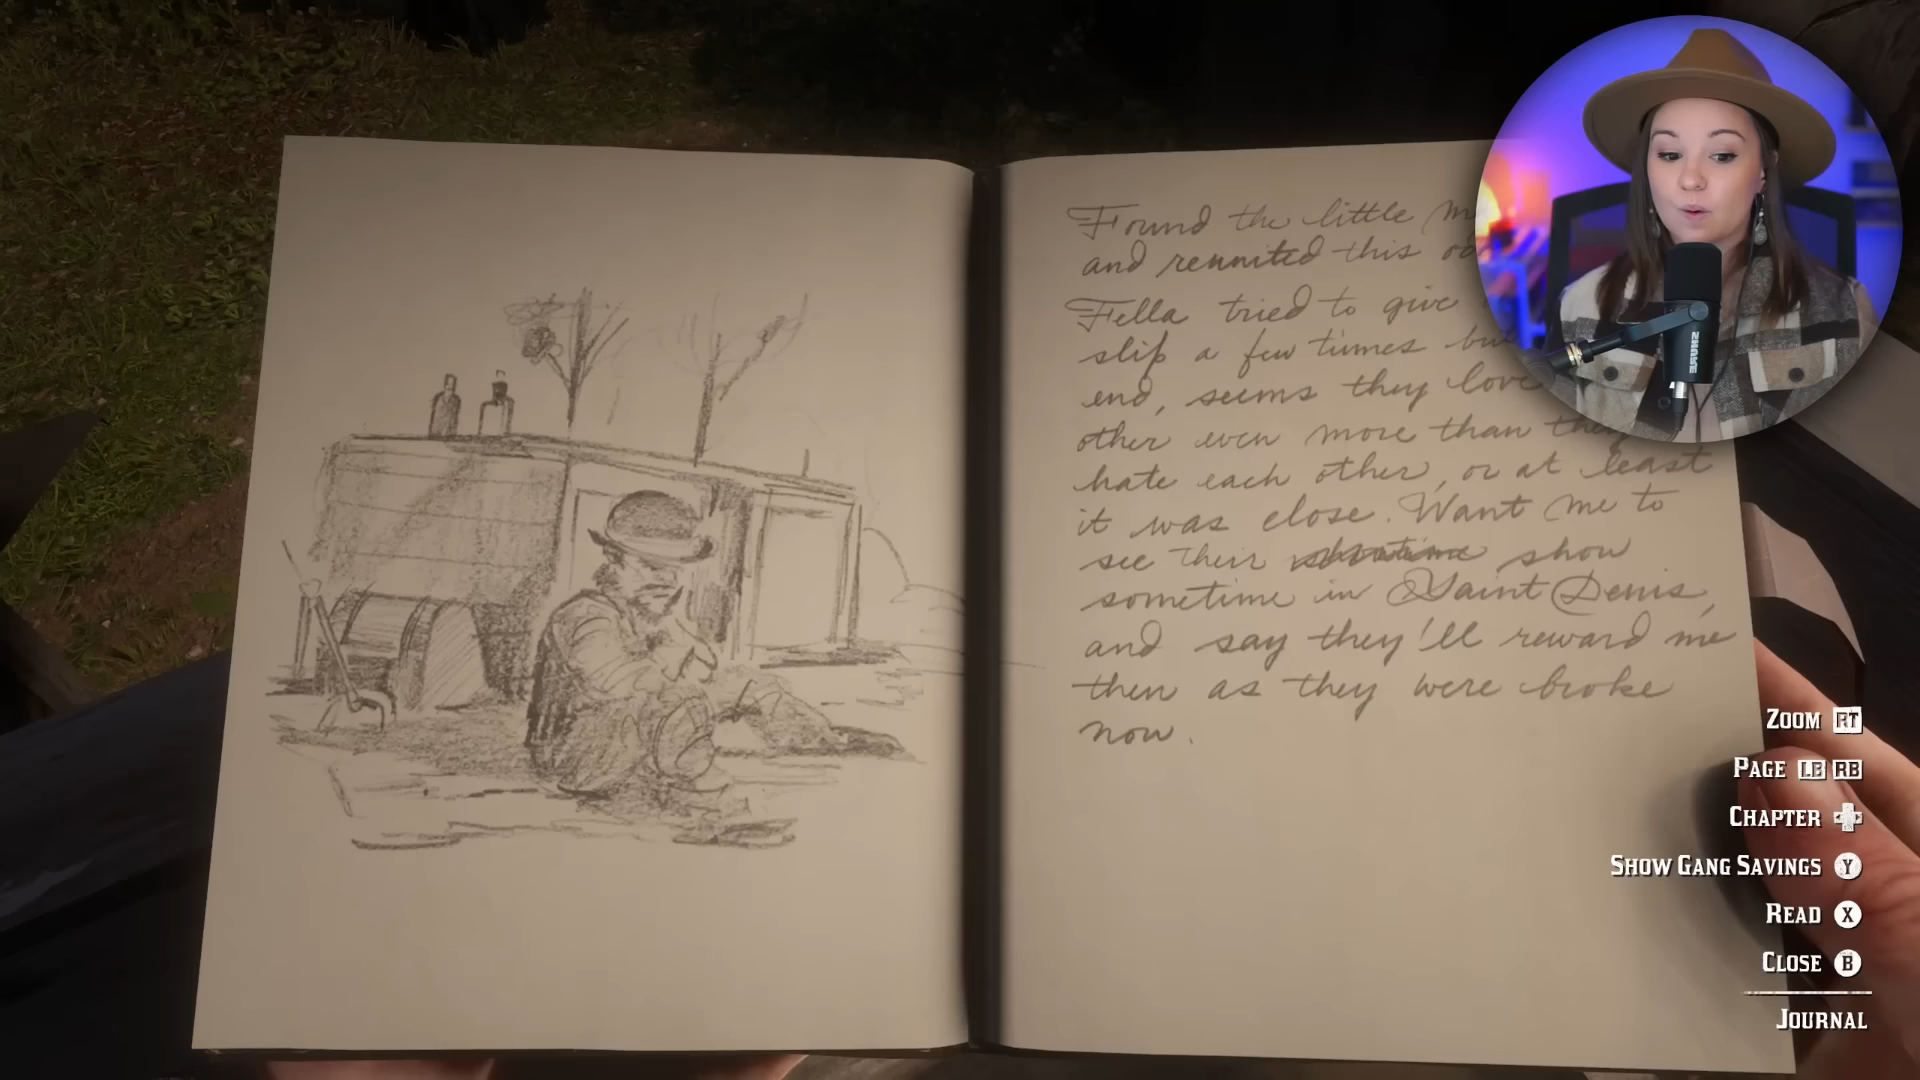 Found the little
and reunited this
Fella tried to give
slip a few times
end, seems they love
other even more than they
hate each other, or at least
it was close. Want me to
see their show
sometime in Saint Denis,
and say they'll reward me
then as they were broke
now.
SHURE
ZOOM RT
PAGE LB RB
CHAPTER
SHOW GANG SAVINGS Y
READ X
CLOSE B
JOURNAL